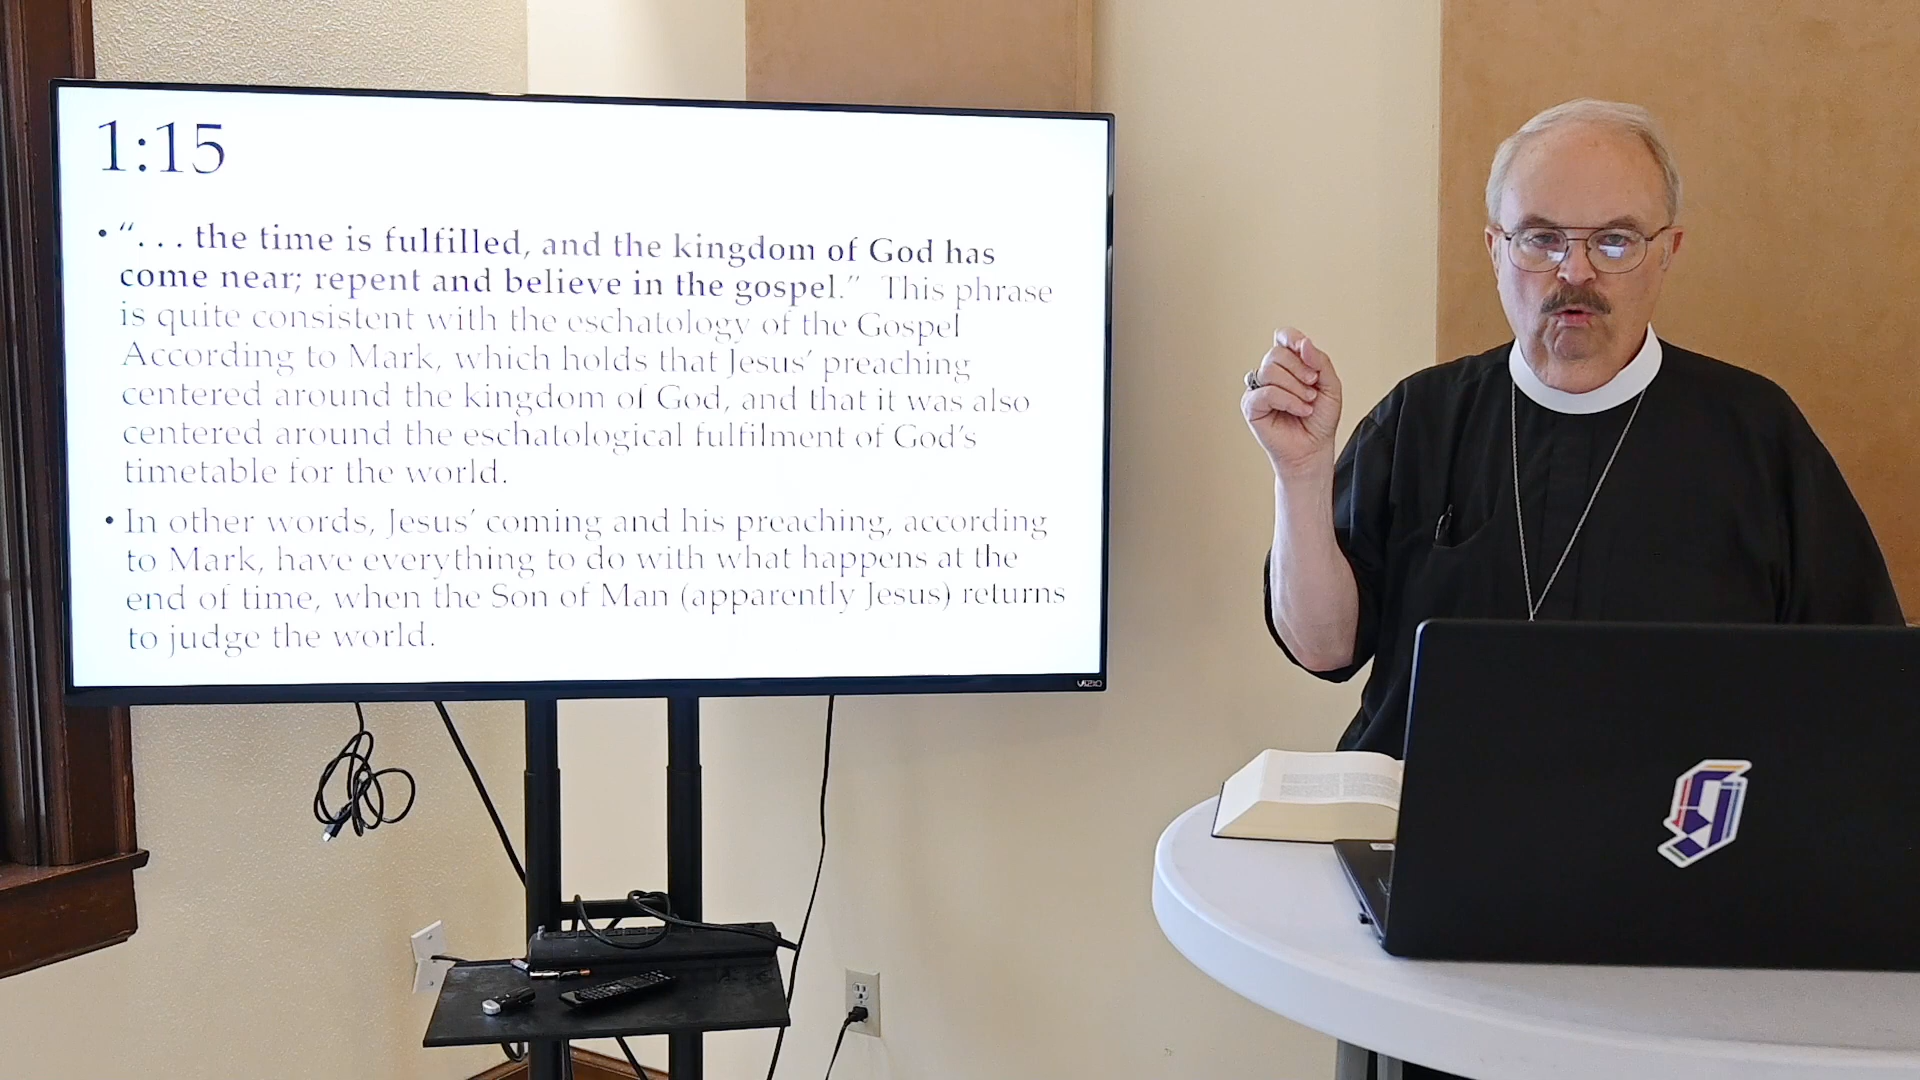 1:15
• “. . . the time is fulfilled, and the kingdom of God has
come near; repent and believe in the gospel.” This phrase
is quite consistent with the eschatology of the Gospel
According to Mark, which holds that Jesus’ preaching
centered around the kingdom of God, and that it was also
centered around the eschatological fulfilment of God’s
timetable for the world.
• In other words, Jesus’ coming and his preaching, according
to Mark, have everything to do with what happens at the
end of time, when the Son of Man (apparently Jesus) returns
to judge the world.
VIZIO